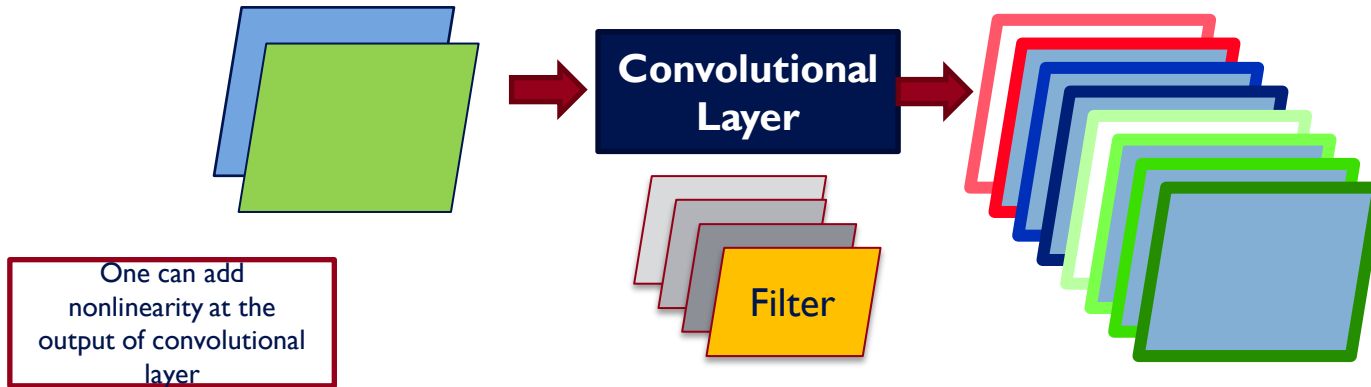 Convolutional
Layer
Filter
One can add
nonlinearity at the
output of convolutional
layer